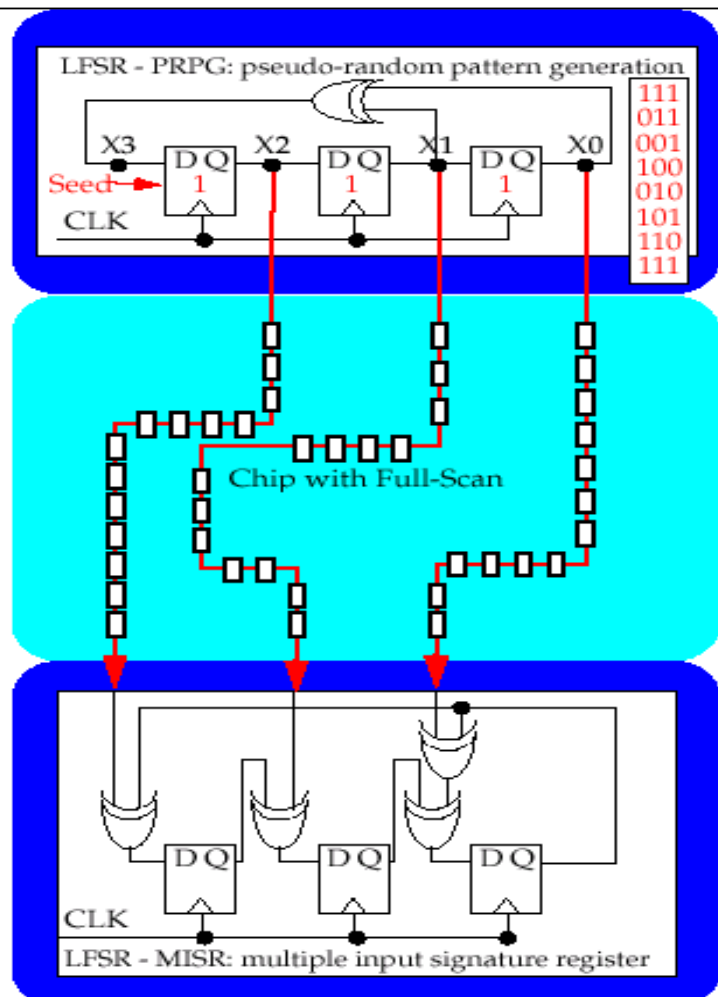 LFSR - PRPG: pseudo-random pattern generation
111
011
001
100
010
101
110
111
X3 D Q X2 D Q X1 D Q X0
Seed 1 1 1
CLK
Chip with Full-Scan
D Q D Q D Q
CLK
LFSR - MISR: multiple input signature register